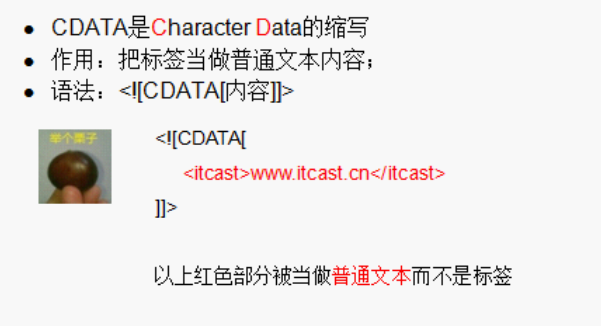 CDATA是Character Data的缩写
作用：把标签当做普通文本内容；
语法：<![CDATA[内容]]>
举个栗子
<![CDATA[
<itcast>www.itcast.cn</itcast>
]]>
以上红色部分被当做普通文本而不是标签